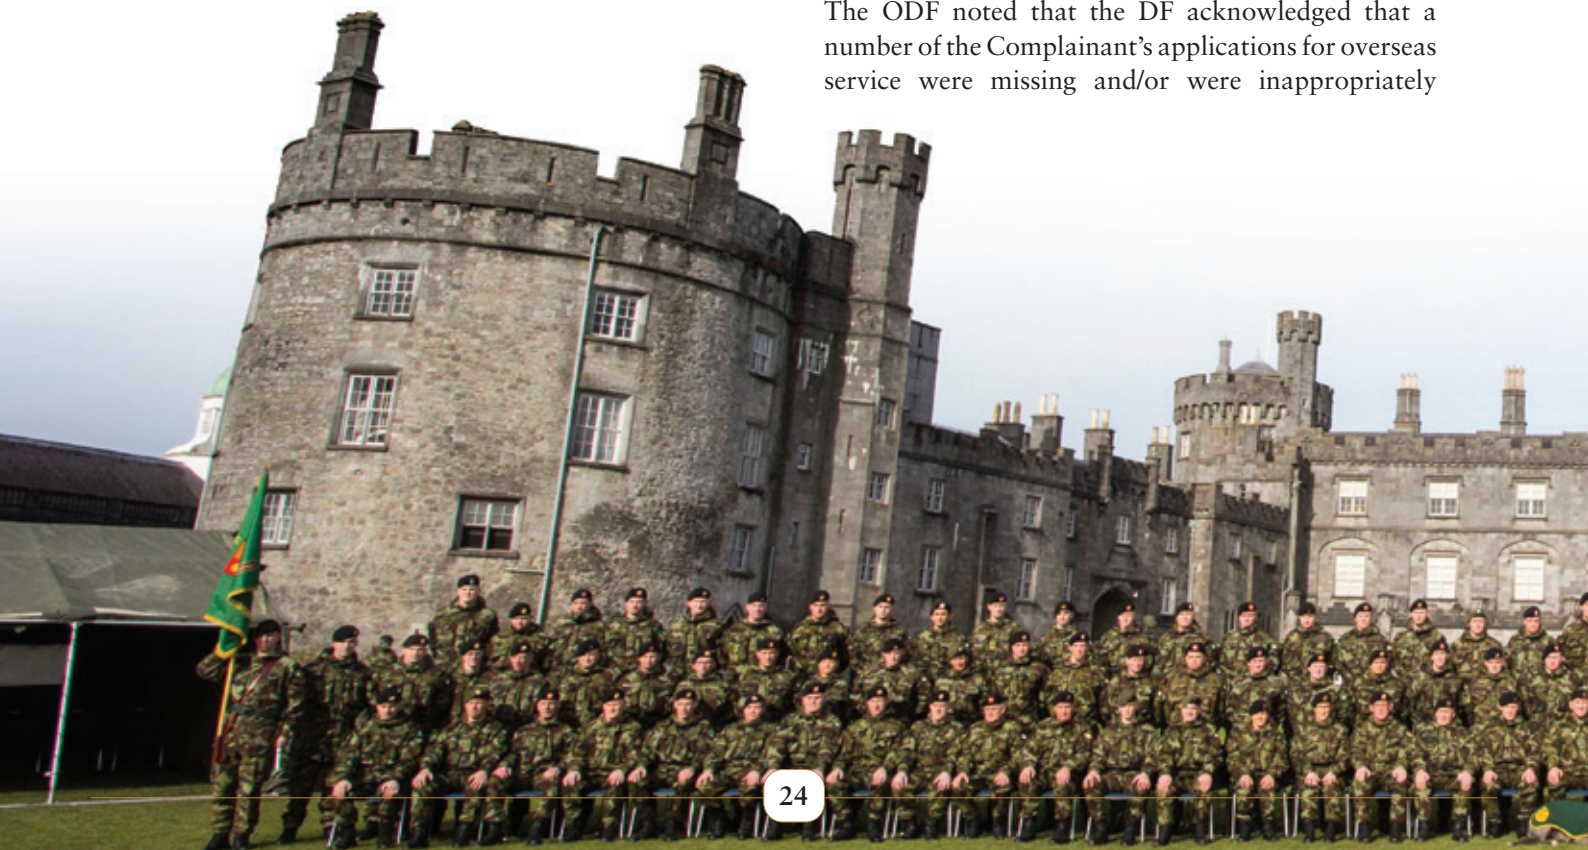 The ODF noted that the DF acknowledged that a
number of the Complainant’s applications for overseas
service were missing and/or were inappropriately
24